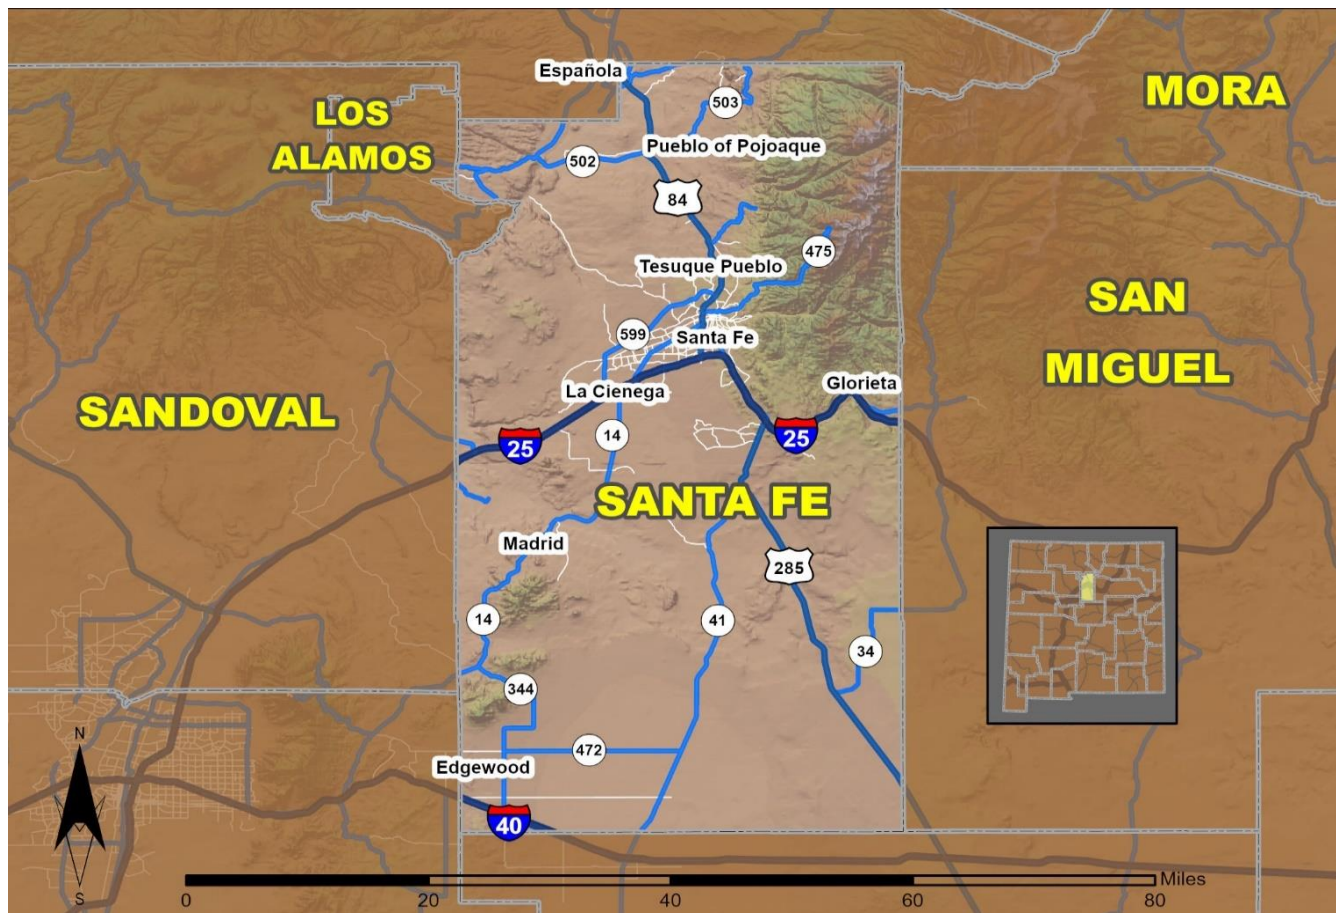 Española
MORA
503
LOS
ALAMOS
Pueblo of Pojoaque
502
84
475
Tesuque Pueblo
SAN
MIGUEL
599
Santa Fe
Glorieta
La Cienega
SANDOVAL
14
25
25
SANTA FE
Madrid
285
14
41
34
344
N
472
Edgewood
40
S
Miles
0
20
40
60
80